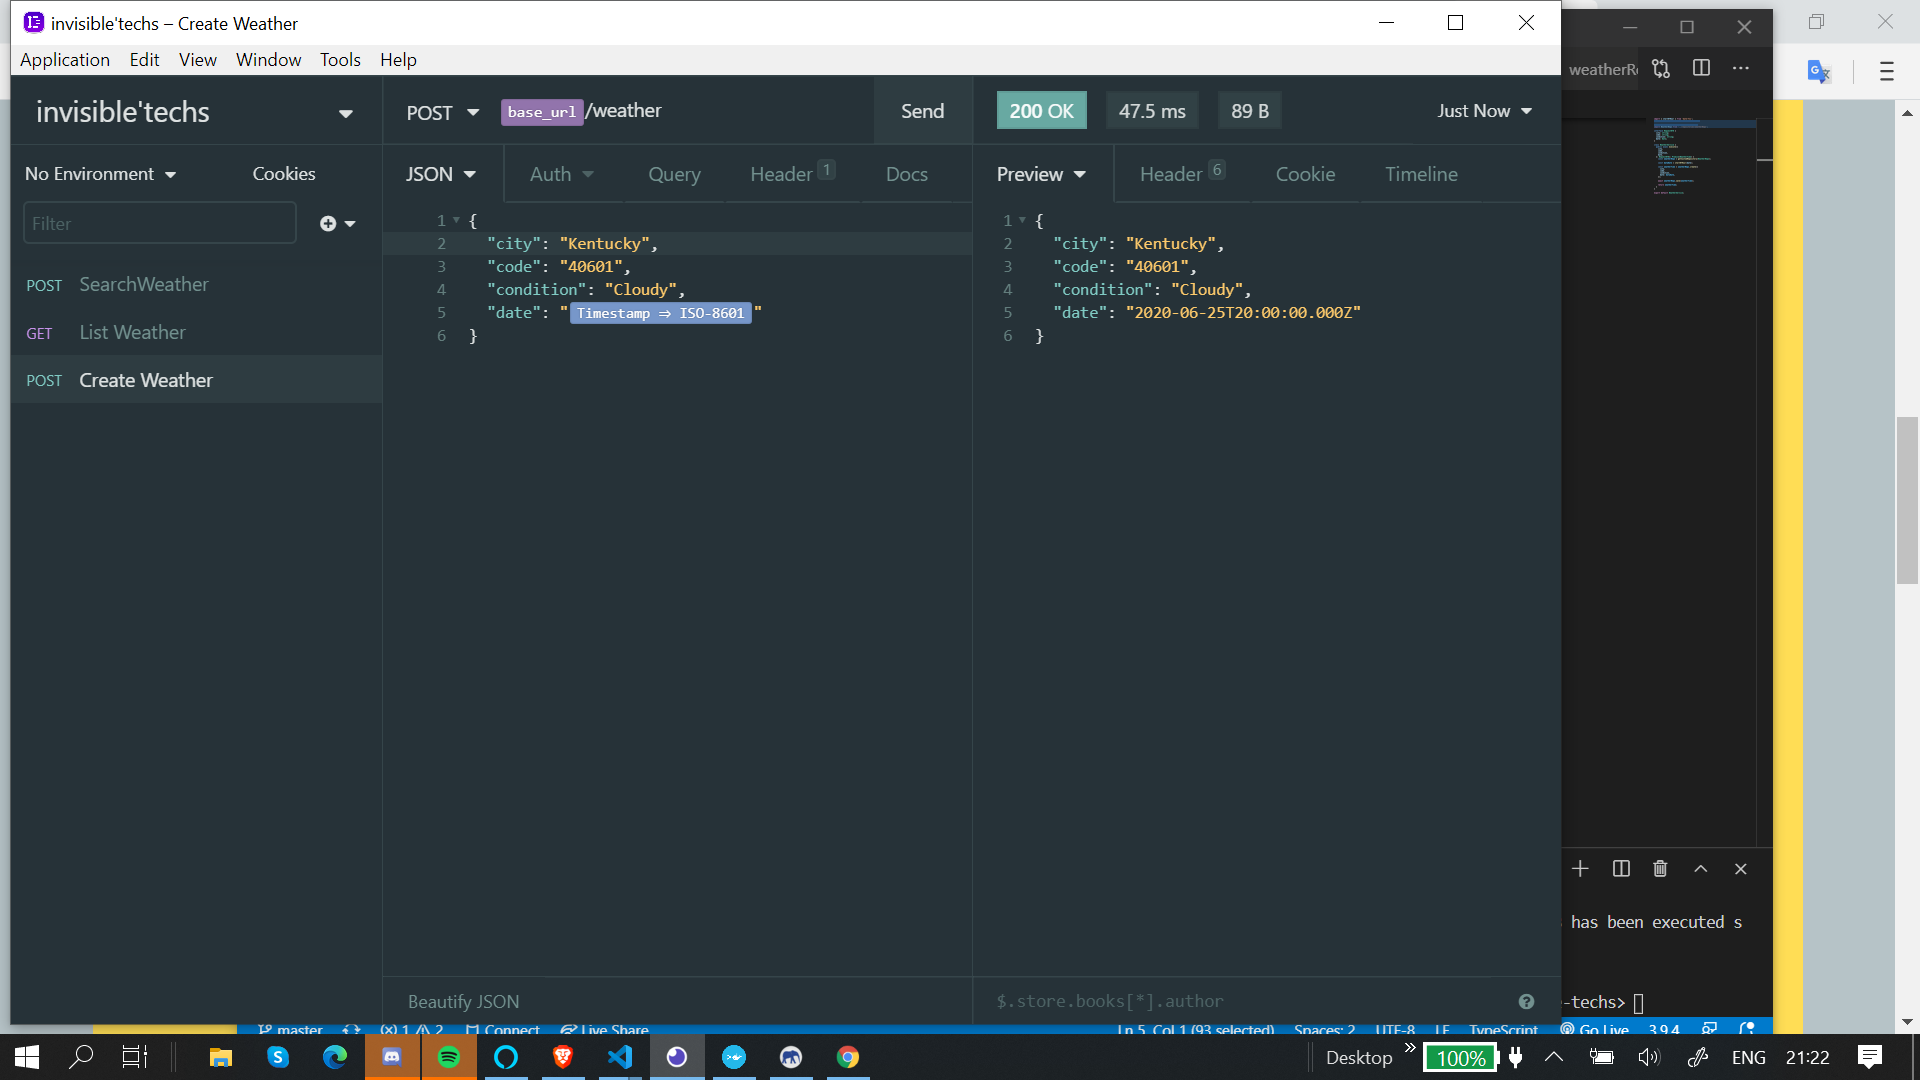 invisible'techs – Create Weather
Application Edit View Window Tools Help
invisible'techs
POST base_url/weather Send
200 OK 47.5 ms 89 B Just Now
No Environment Cookies
JSON Auth Query Header 1 Docs
Preview Header 6 Cookie Timeline
Filter
POST SearchWeather
GET List Weather
POST Create Weather
1 {
2 "city": "Kentucky",
3 "code": "40601",
4 "condition": "Cloudy",
5 "date": "Timestamp ⇒ ISO-8601"
6 }
1 {
2 "city": "Kentucky",
3 "code": "40601",
4 "condition": "Cloudy",
5 "date": "2020-06-25T20:00:00.000Z"
6 }
Beautify JSON
$.store.books[*].author
weatherR
has been executed s
-techs>
master 1 2 Connect Live Share Ln 5, Col 1 (93 selected) Spaces: 2 UTF-8 LF TypeScript Go Live 3.9.4
Desktop 100% ENG 21:22